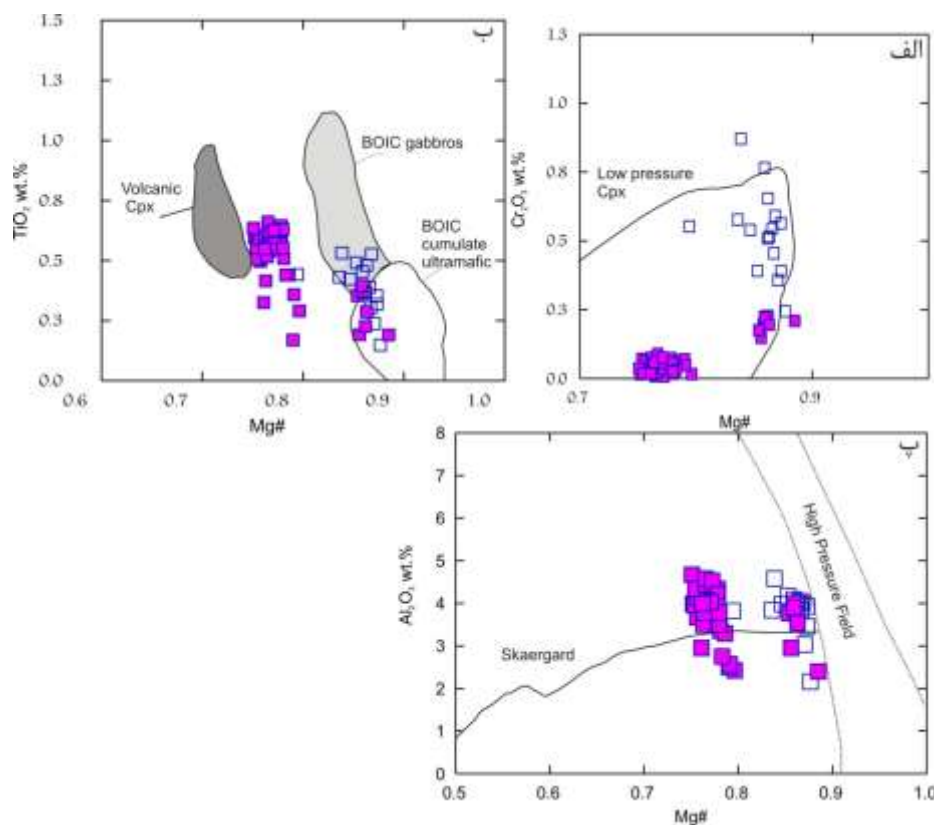 ب
TiO₂ wt.%
1.5
1.3
1.0
0.8
0.5
0.3
0.0
Volcanic
Cpx
BOIC gabbros
BOIC
cumulate
ultramafic
0.6 0.7 0.8 0.9 1.0
Mg#
الف
Cr₂O₃ wt.%
1.3
1.0
0.8
0.5
0.3
0.0
Low pressure
Cpx
0.7 0.9
Mg#
Al₂O₃ wt.%
8
7
6
5
4
3
2
1
0
High Pressure Field
Skaergard
0.5 0.6 0.7 0.8 0.9 1.0
Mg#